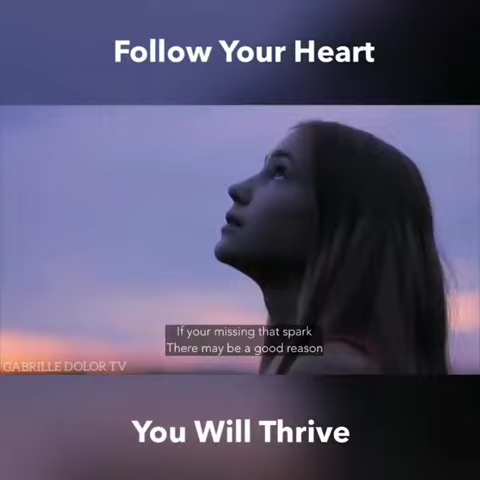 Follow Your Heart
If your missing that spark
There may be a good reason
GABRILLE DOLOR TV
You Will Thrive